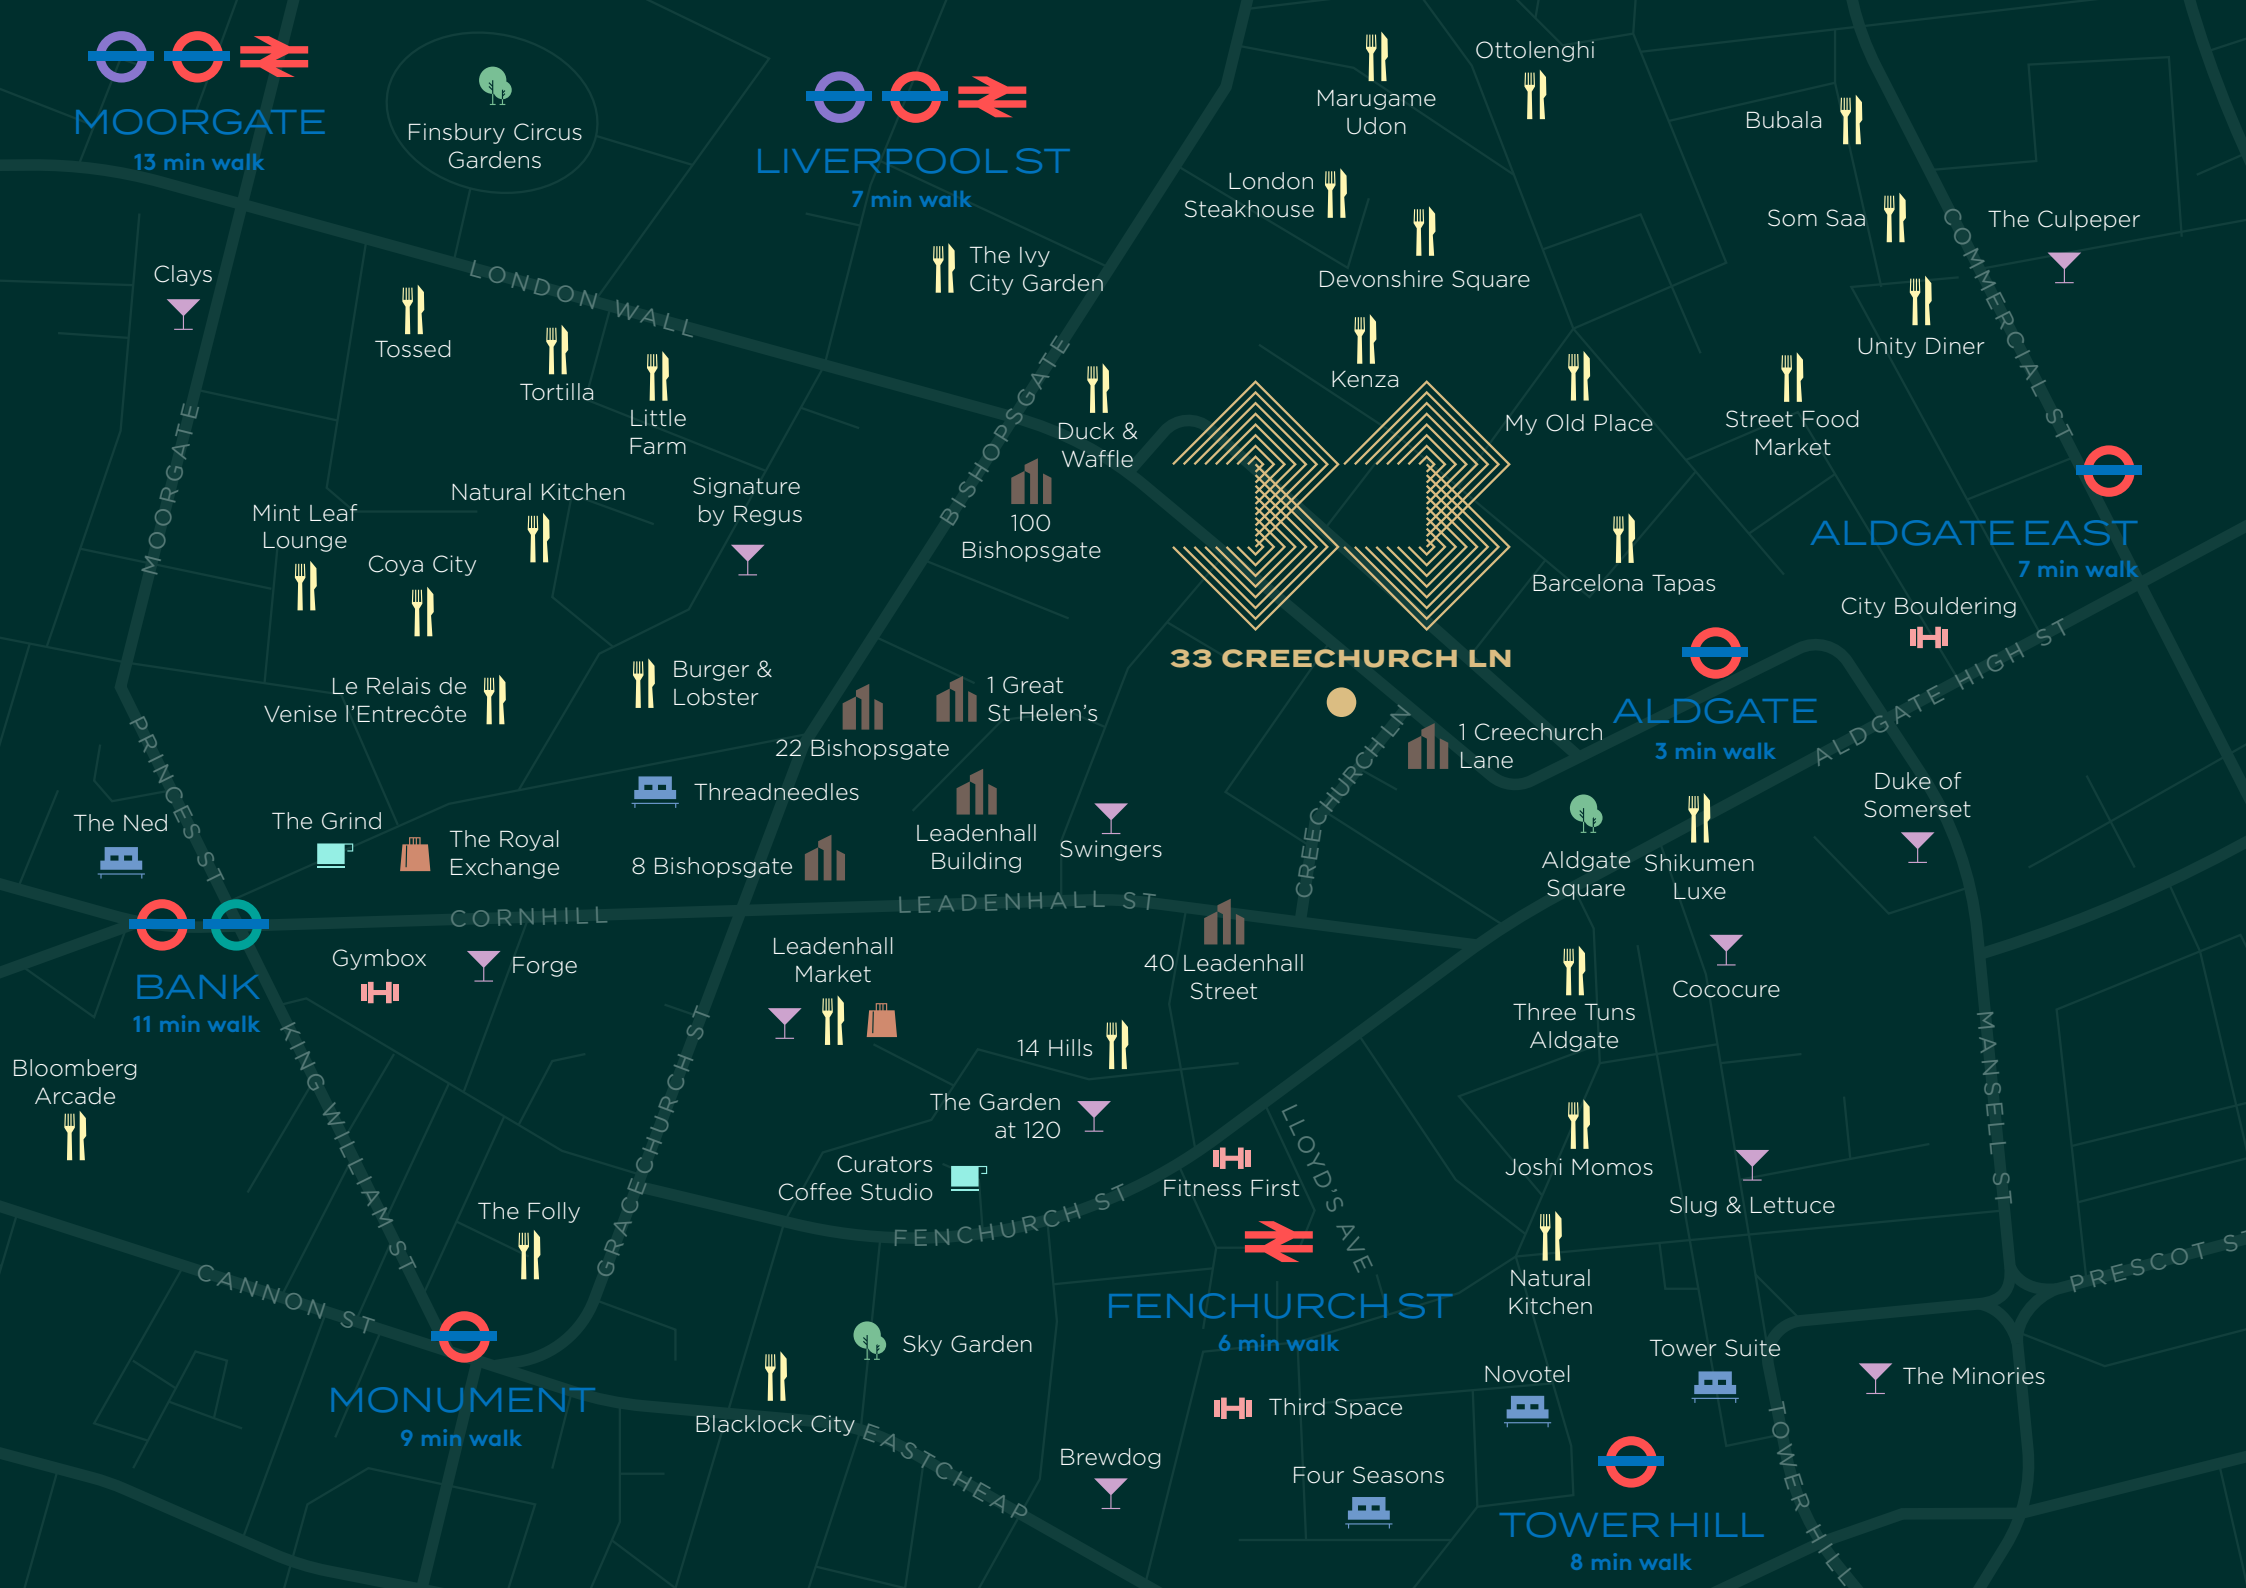 MOORGATE
13 min walk
Finsbury Circus
Gardens
LIVERPOOL ST
7 min walk
Marugame
Udon
Ottolenghi
Bubala
London
Steakhouse
Devonshire Square
Som Saa
The Culpeper
COMMERCIAL ST
Clays
LONDON WALL
The Ivy
City Garden
Tossed
Tortilla
Little
Farm
BISHOPSGATE
Duck &
Waffle
Kenza
My Old Place
Street Food
Market
Unity Diner
MOORGATE
Mint Leaf
Lounge
Coya City
Natural Kitchen
Signature
by Regus
100
Bishopsgate
33
33 CREECHURCH LN
Barcelona Tapas
ALDGATE EAST
7 min walk
City Bouldering
Le Relais de
Venise l'Entrecôte
Burger &
Lobster
22 Bishopsgate
1 Great
St Helen's
CREECHURCH LN
1 Creechurch
Lane
ALDGATE
3 min walk
ALDGATE HIGH ST
PRINCES ST
The Ned
The Grind
The Royal
Exchange
Threadneedles
8 Bishopsgate
Leadenhall
Building
Swingers
Aldgate
Square
Shikumen
Luxe
Duke of
Somerset
CORNHILL
LEADENHALL ST
BANK
11 min walk
Gymbox
Forge
Leadenhall
Market
40 Leadenhall
Street
Three Tuns
Aldgate
Cococure
MANSELL ST
Bloomberg
Arcade
KING WILLIAM ST
GRACECHURCH ST
14 Hills
The Garden
at 120
Curators
Coffee Studio
FENCHURCH ST
Fitness First
LLOYD'S AVE
Joshi Momos
Slug & Lettuce
The Folly
CANNON ST
Natural
Kitchen
PRESCOT S
FENCHURCH ST
6 min walk
MONUMENT
9 min walk
Sky Garden
Blacklock City
EASTCHEAP
Third Space
Novotel
Tower Suite
The Minories
Brewdog
Four Seasons
TOWER HILL
8 min walk
TOWER HILL